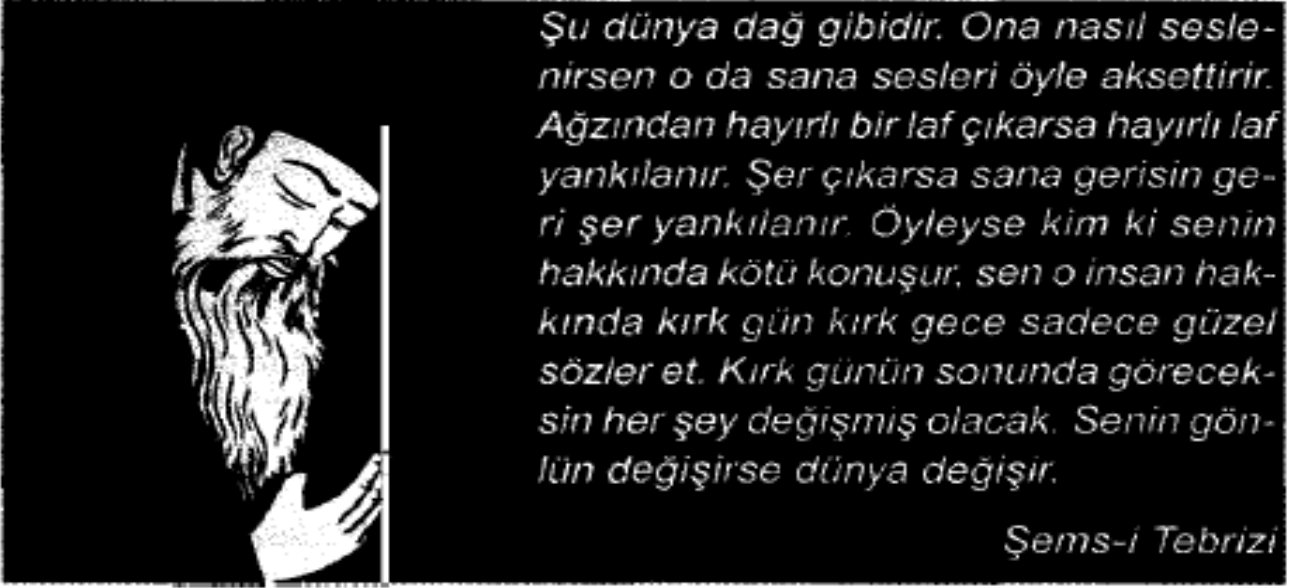 Şu dünya dağ gibidir. Ona nasıl sesle-
nirsen o da sana sesleri öyle aksettirir.
Ağzından hayırlı bir laf çıkarsa hayırlı laf
yankılanır. Şer çıkarsa sana gerisin ge-
ri şer yankılanır. Öyleyse kim ki senin
hakkında kötü konuşur, sen o insan hak-
kında kırk gün kırk gece sadece güzel
sözler et. Kırk günün sonunda görecek-
sin her şey değişmiş olacak. Senin gön-
lün değişirse dünya değişir.
Şems-i Tebrizi